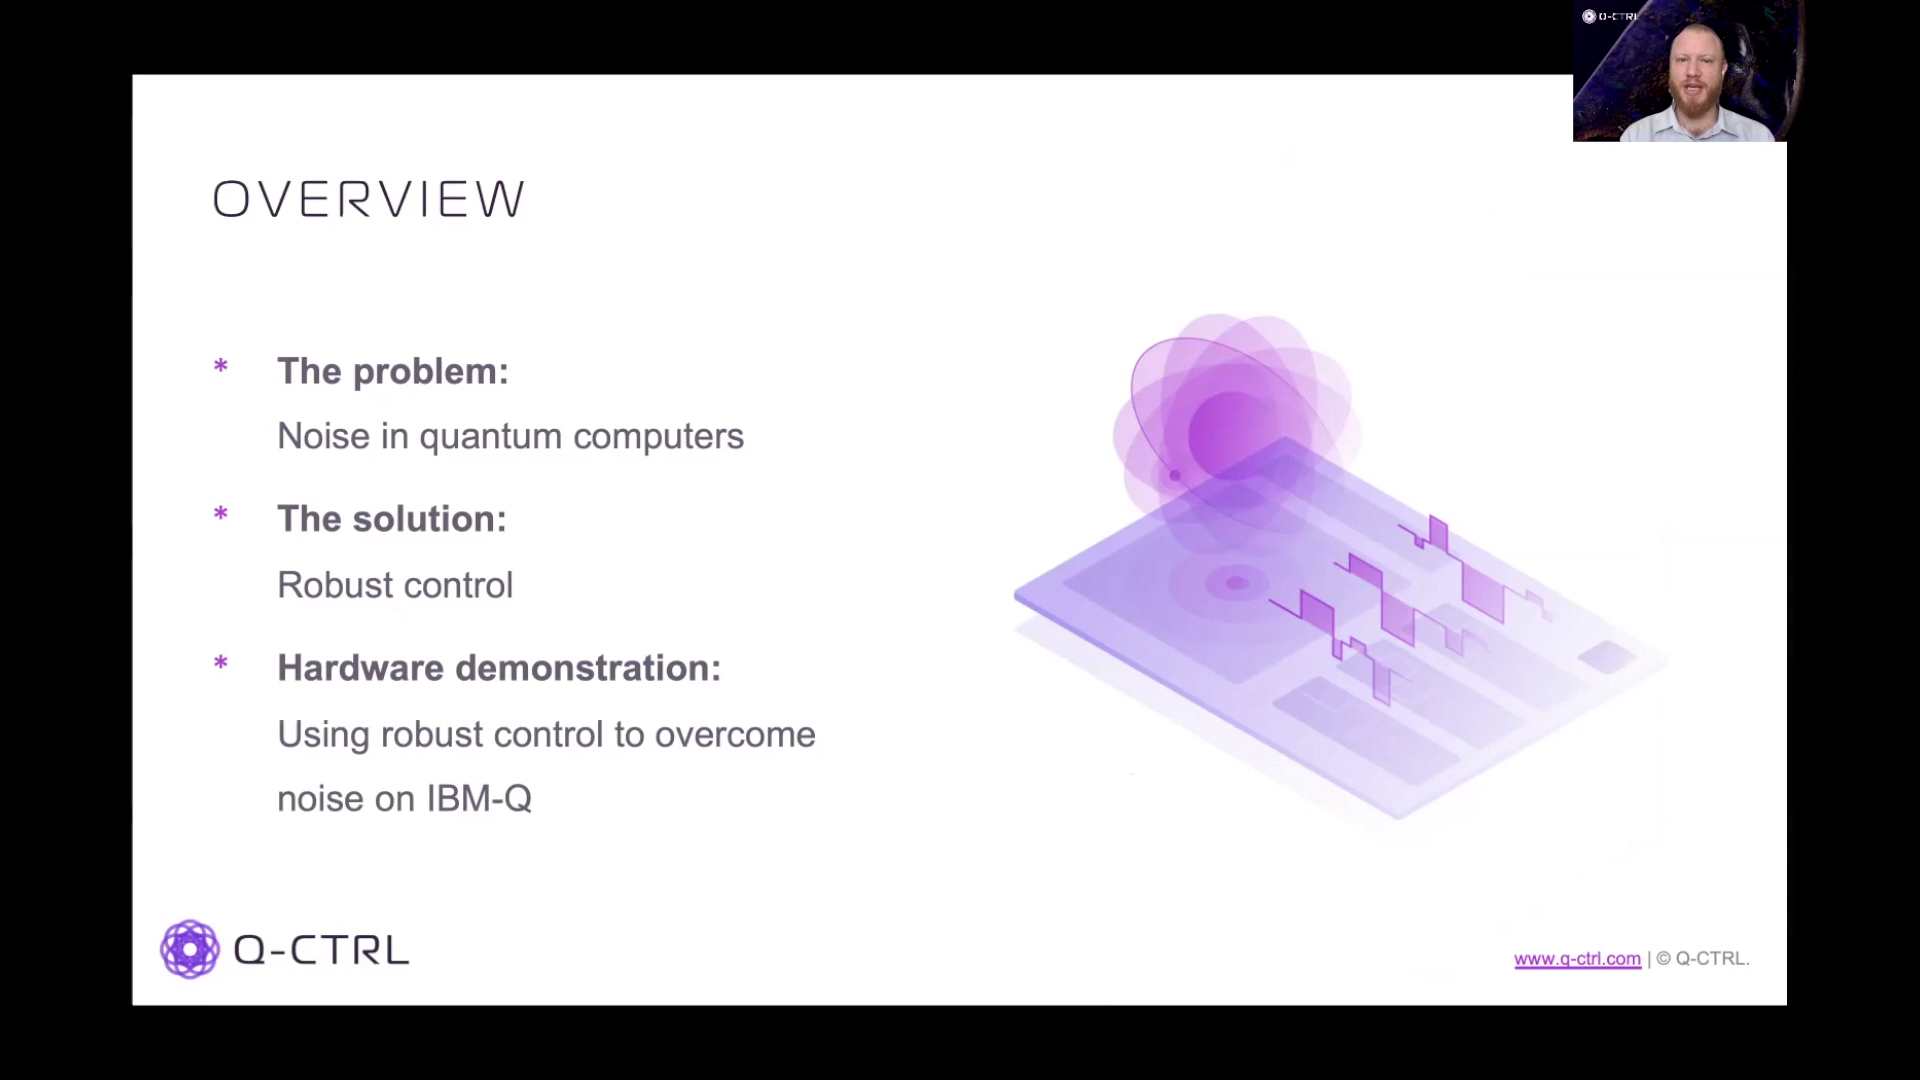 Q-CTRL
OVERVIEW
* The problem:
Noise in quantum computers
* The solution:
Robust control
* Hardware demonstration:
Using robust control to overcome
noise on IBM-Q
Q-CTRL
www.q-ctrl.com | © Q-CTRL.